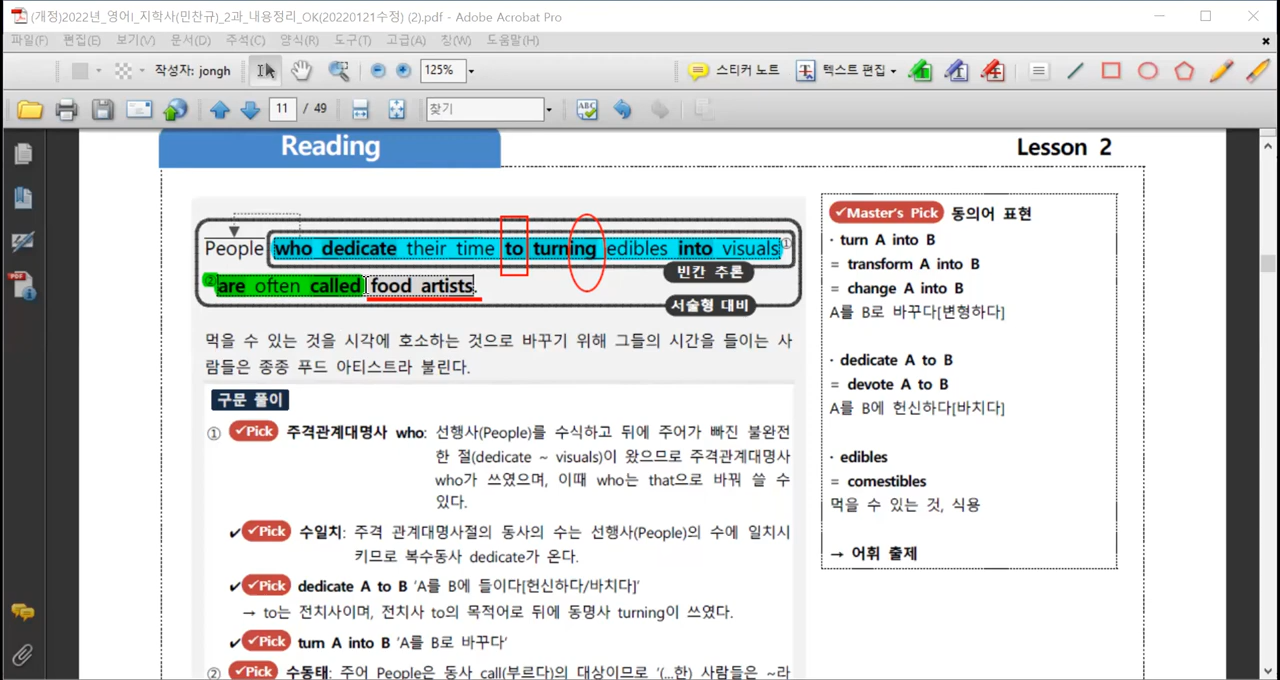 (개정)2022년_영어I_지학사(민찬규)_2과_내용정리_OK(20220121수정) (2).pdf - Adobe Acrobat Pro
파일(F) 편집(E) 보기(V) 문서(D) 주석(C) 양식(R) 도구(T) 고급(A) 창(W) 도움말(H)
작성자: jongh 125% 스티커 노트 텍스트 편집
11 / 49 찾기
Reading
Lesson 2
People who dedicate their time to turning edibles into visuals ①
빈칸 추론
② are often called food artists.
서술형 대비
먹을 수 있는 것을 시각에 호소하는 것으로 바꾸기 위해 그들의 시간을 들이는 사
람들은 종종 푸드 아티스트라 불린다.
구문 풀이
① ✓Pick 주격관계대명사 who: 선행사(People)를 수식하고 뒤에 주어가 빠진 불완전
한 절(dedicate ~ visuals)이 왔으므로 주격관계대명사
who가 쓰였으며, 이때 who는 that으로 바꿔 쓸 수
있다.
✔ ✓Pick 수일치: 주격 관계대명사절의 동사의 수는 선행사(People)의 수에 일치시
키므로 복수동사 dedicate가 온다.
✔ ✓Pick dedicate A to B ‘A를 B에 들이다[헌신하다/바치다]’
→ to는 전치사이며, 전치사 to의 목적어로 뒤에 동명사 turning이 쓰였다.
✔ ✓Pick turn A into B ‘A를 B로 바꾸다’
② ✓Pick 수동태: 주어 People은 동사 call(부르다)의 대상이므로 ‘(...한) 사람들은 ~라
✓Master's Pick 동의어 표현
· turn A into B
= transform A into B
= change A into B
A를 B로 바꾸다[변형하다]
· dedicate A to B
= devote A to B
A를 B에 헌신하다[바치다]
· edibles
= comestibles
먹을 수 있는 것, 식용
→ 어휘 출제